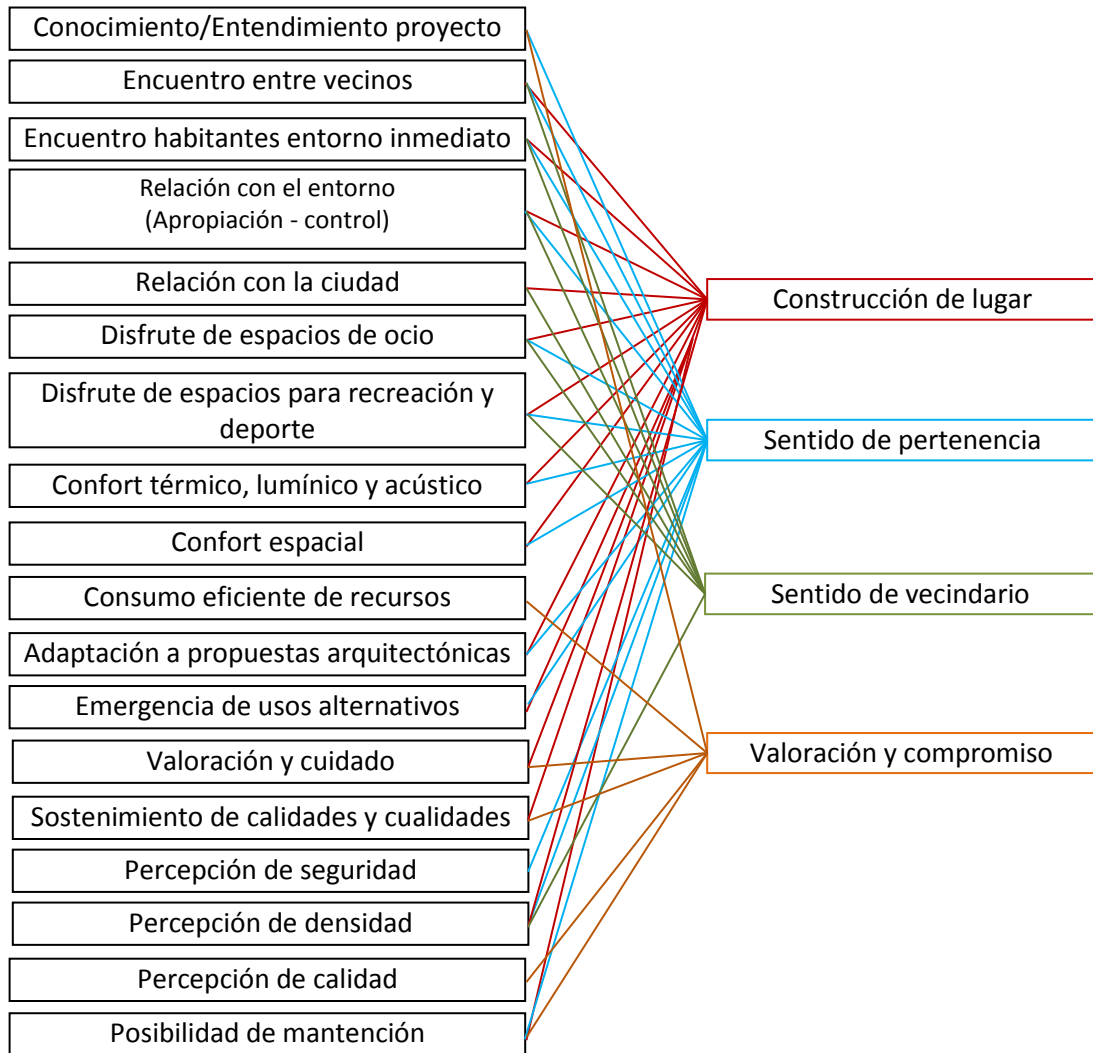 Conocimiento/Entendimiento proyecto
Encuentro entre vecinos
Encuentro habitantes entorno inmediato
Relación con el entorno
(Apropiación - control)
Relación con la ciudad
Disfrute de espacios de ocio
Disfrute de espacios para recreación y
deporte
Confort térmico, lumínico y acústico
Confort espacial
Consumo eficiente de recursos
Adaptación a propuestas arquitectónicas
Emergencia de usos alternativos
Valoración y cuidado
Sostenimiento de calidades y cualidades
Percepción de seguridad
Percepción de densidad
Percepción de calidad
Posibilidad de mantención
Construcción de lugar
Sentido de pertenencia
Sentido de vecindario
Valoración y compromiso